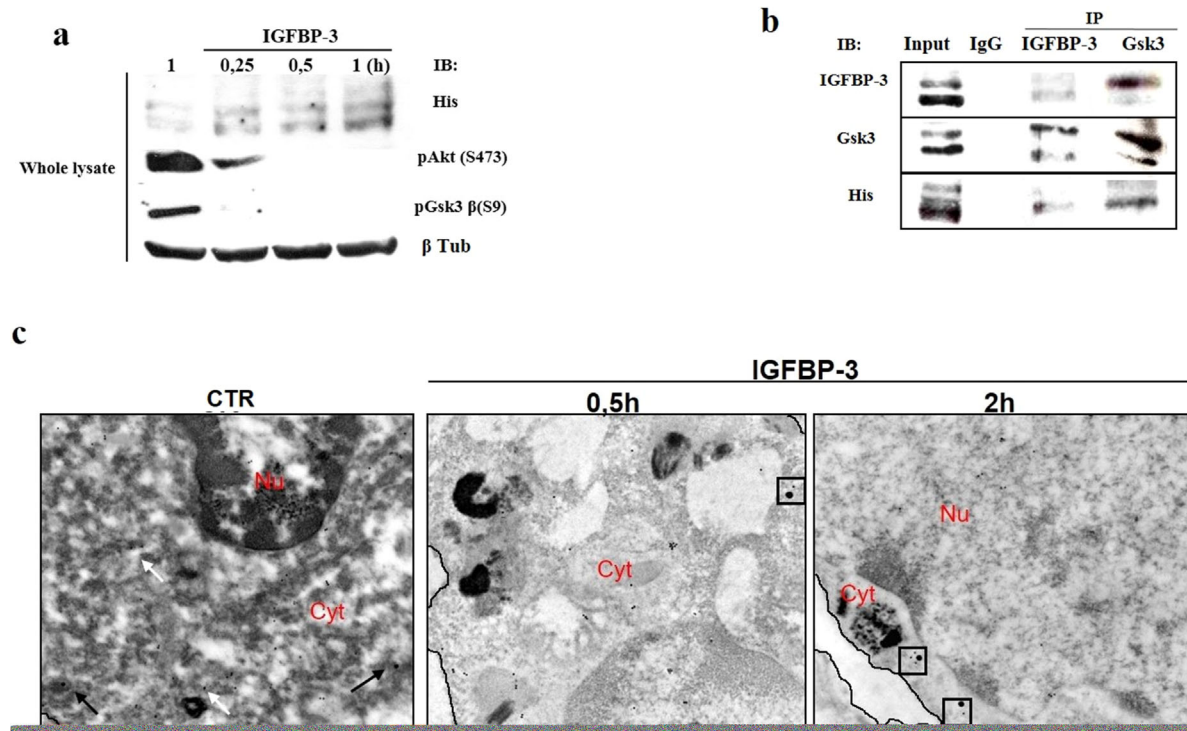 a
IGFBP-3
1 0,25 0,5 1 (h) IB:
His
pAkt (S473)
Whole lysate
pGsk3 β(S9)
β Tub
b
IP
IB: Input IgG IGFBP-3 Gsk3
IGFBP-3
Gsk3
His
c
IGFBP-3
CTR 0,5h 2h
Nu
Cyt
Cyt
Nu
Cyt